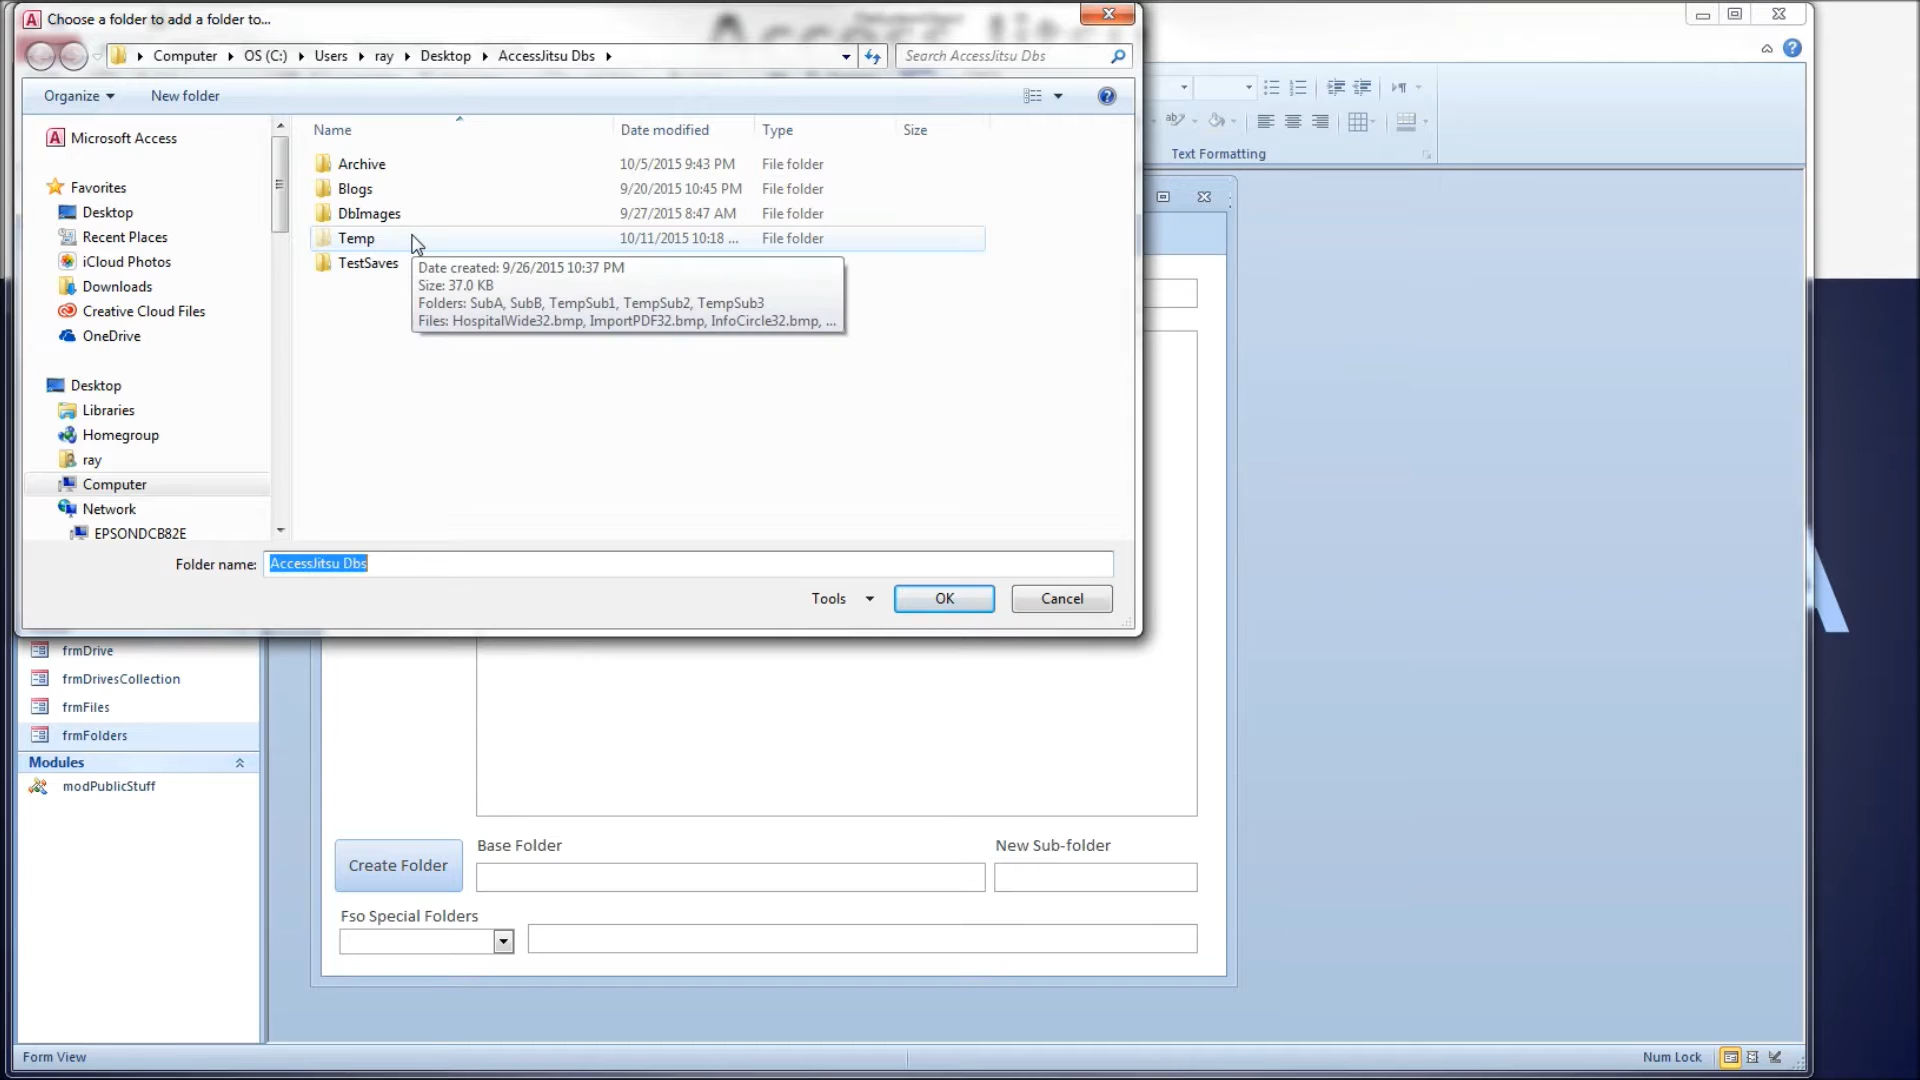 Choose a folder to add a folder to...
Computer OS (C:) Users ray Desktop AccessJitsu Dbs
Search AccessJitsu Dbs
Organize New folder
Name Date modified Type Size
Archive 10/5/2015 9:43 PM File folder
Blogs 9/20/2015 10:45 PM File folder
DbImages 9/27/2015 8:47 AM File folder
Temp 10/11/2015 10:18 ... File folder
TestSaves
Date created: 9/26/2015 10:37 PM
Size: 37.0 KB
Folders: SubA, SubB, TempSub1, TempSub2, TempSub3
Files: HospitalWide32.bmp, ImportPDF32.bmp, InfoCircle32.bmp, ...
Microsoft Access
Favorites
Desktop
Recent Places
iCloud Photos
Downloads
Creative Cloud Files
OneDrive
Desktop
Libraries
Homegroup
ray
Computer
Network
EPSONDCB82E
Folder name: AccessJitsu Dbs
Tools OK Cancel
Text Formatting
frmDrive
frmDrivesCollection
frmFiles
frmFolders
Modules
modPublicStuff
Create Folder
Base Folder
New Sub-folder
Fso Special Folders
Form View
Num Lock